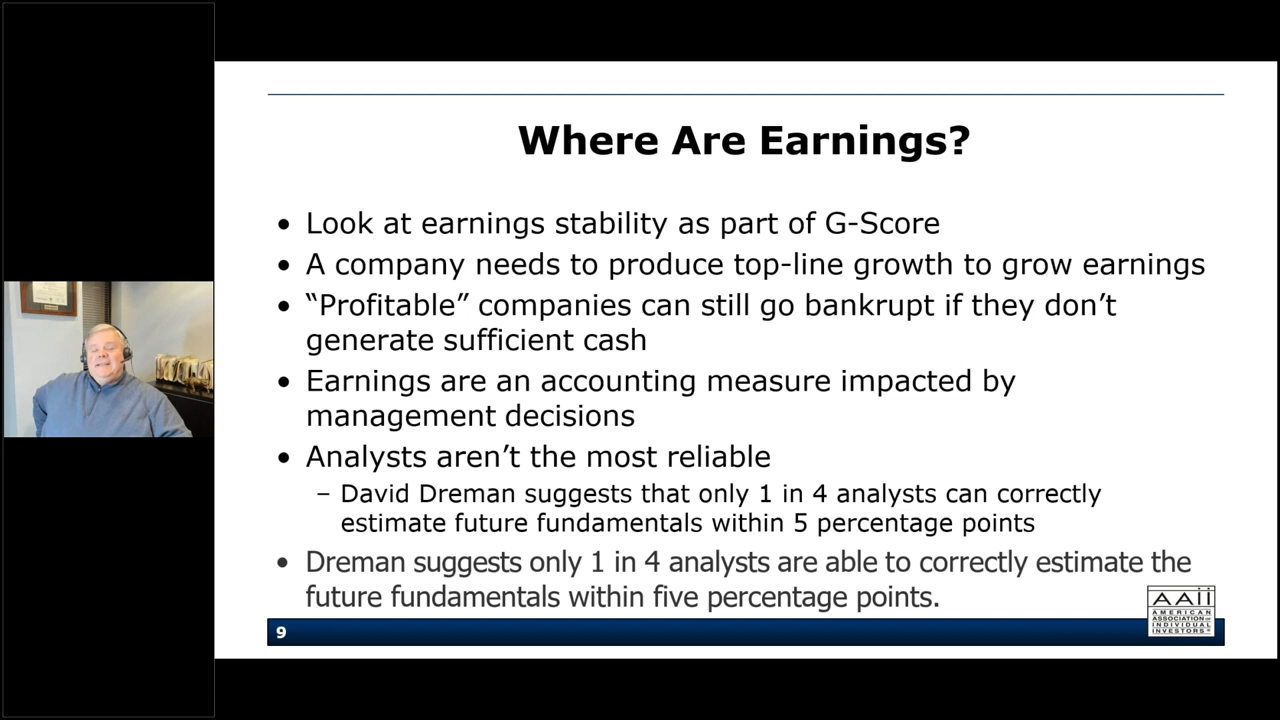 Where Are Earnings?
• Look at earnings stability as part of G-Score
• A company needs to produce top-line growth to grow earnings
• “Profitable” companies can still go bankrupt if they don’t
generate sufficient cash
• Earnings are an accounting measure impacted by
management decisions
• Analysts aren’t the most reliable
– David Dreman suggests that only 1 in 4 analysts can correctly
estimate future fundamentals within 5 percentage points
• Dreman suggests only 1 in 4 analysts are able to correctly estimate the
future fundamentals within five percentage points.
9
AAii
AMERICAN
ASSOCIATION OF
INDIVIDUAL
INVESTORS